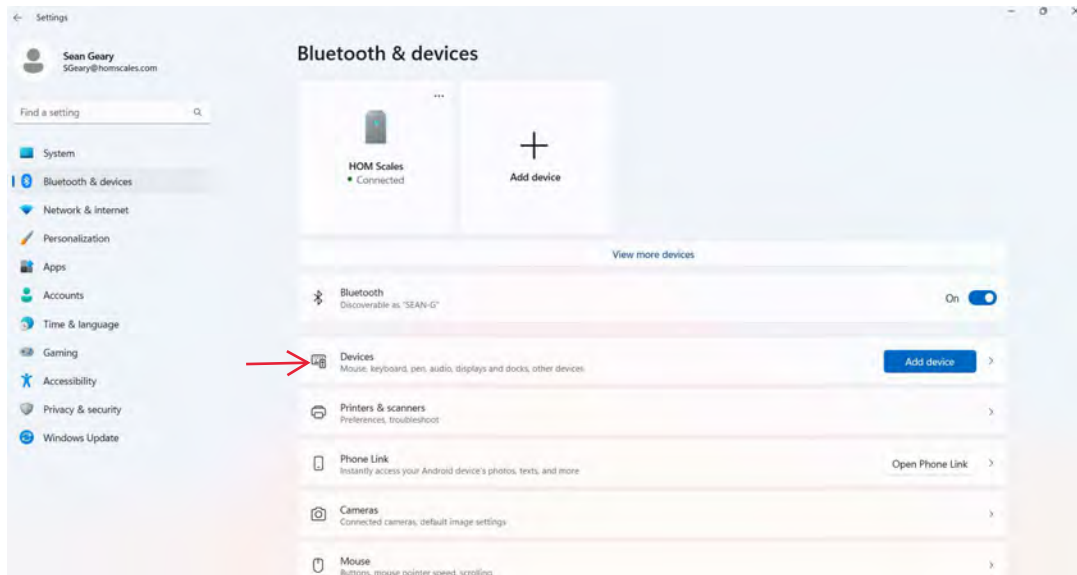 Settings
Sean Geary
SGeary@homscales.com
Find a setting
System
Bluetooth & devices
Network & internet
Personalization
Apps
Accounts
Time & language
Gaming
Accessibility
Privacy & security
Windows Update
Bluetooth & devices
HOM Scales
Connected
Add device
View more devices
Bluetooth
Discoverable as "SEAN-G"
On
Devices
Mouse, keyboard, pen, audio, displays and docks, other devices
Add device
Printers & scanners
Preferences, troubleshoot
Phone Link
Instantly access your Android device's photos, texts, and more
Open Phone Link
Cameras
Connected cameras, default image settings
Mouse
Buttons, mouse pointer speed, scrolling